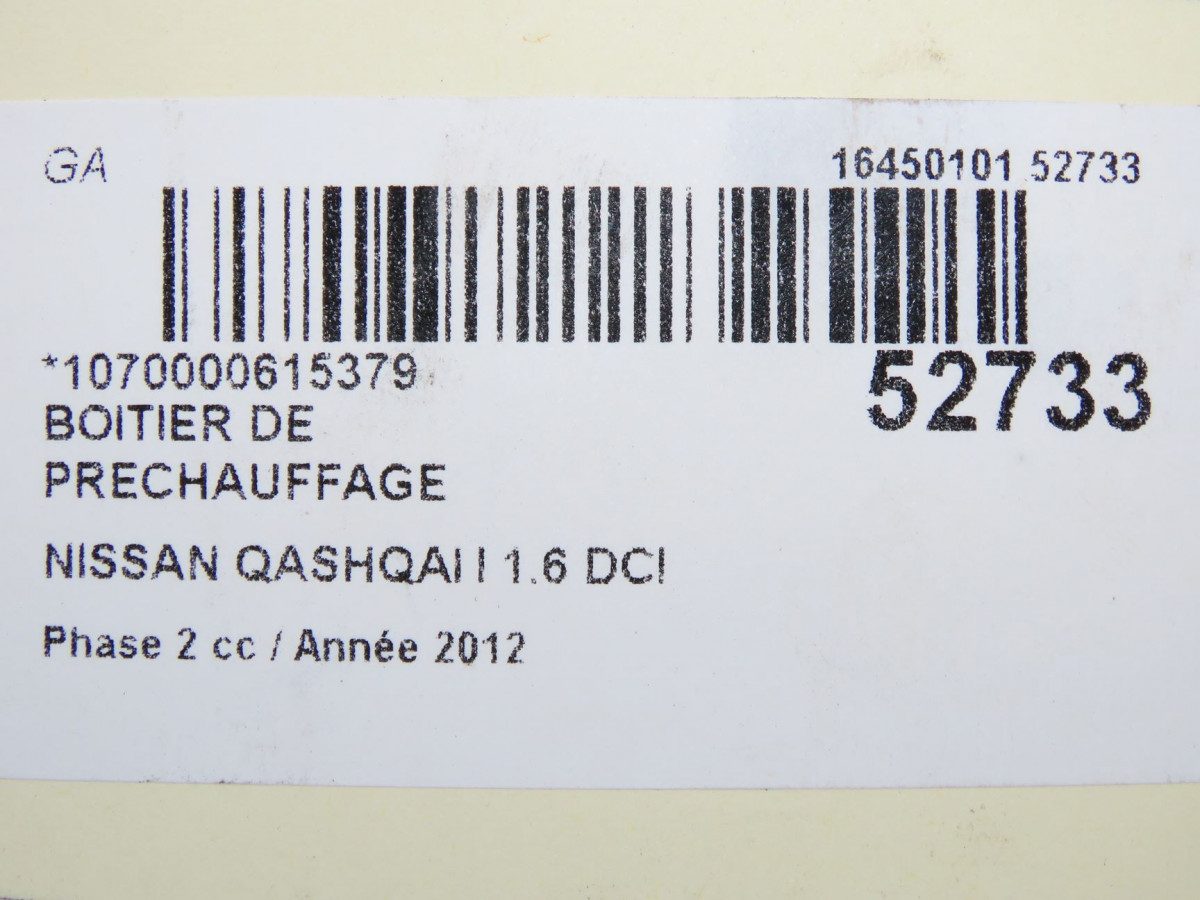 GA
16450101 52733
*1070000615379
52733
BOITIER DE
PRECHAUFFAGE
NISSAN QASHQAI I 1.6 DCI
Phase 2 cc / Année 2012